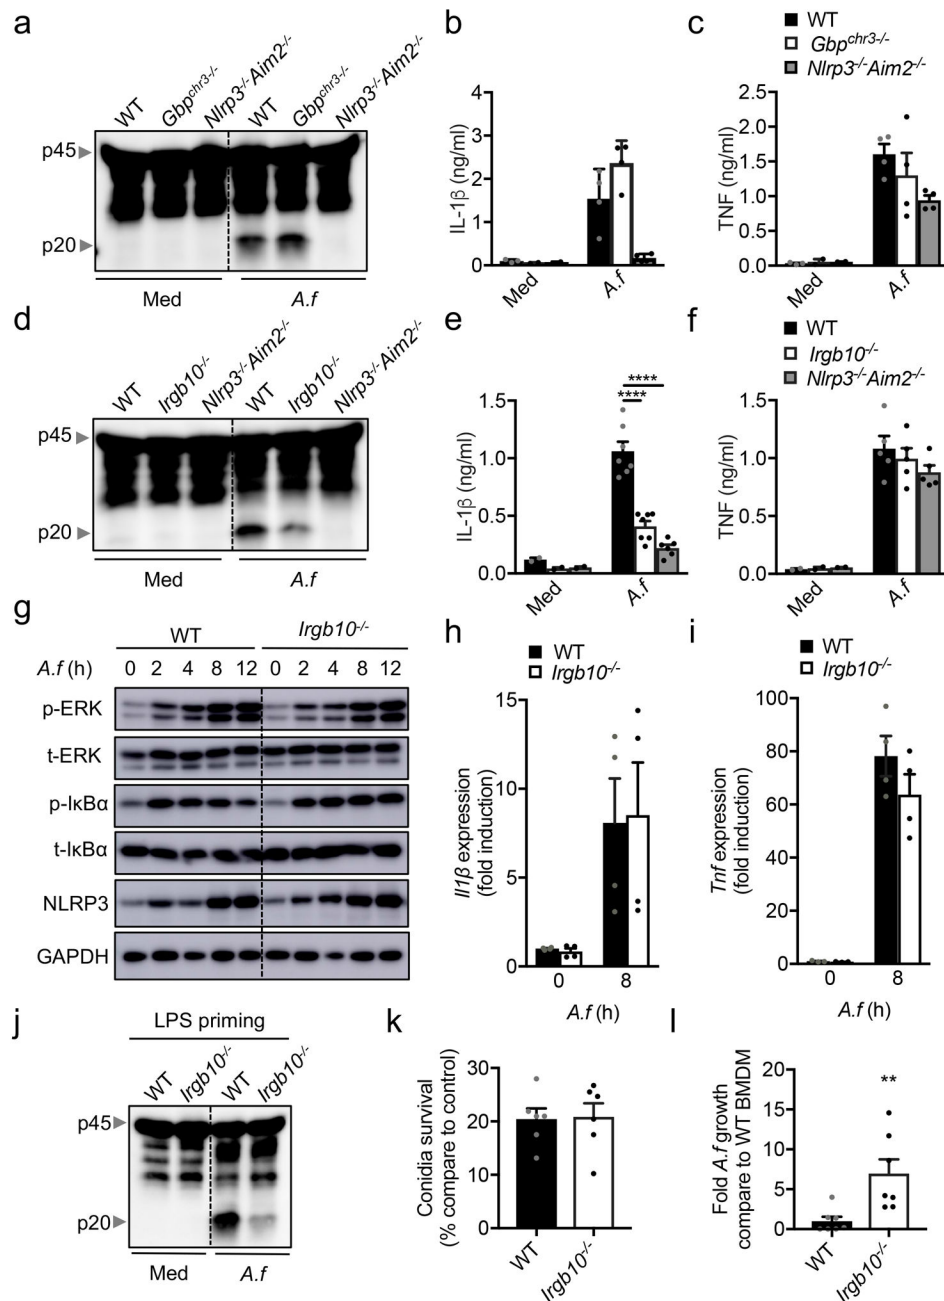 a
WT
Gbpchr3-/-
Nlrp3-/-Aim2-/-
WT
Gbpchr3-/-
Nlrp3-/-Aim2-/-
p45
p20
Med
A.f
b
IL-1β (ng/ml)
4
3
2
1
0
Med
A.f
c
WT
Gbpchr3-/-
Nlrp3-/-Aim2-/-
TNF (ng/ml)
2.5
2.0
1.5
1.0
0.5
0.0
Med
A.f
d
WT
Irgb10-/-
Nlrp3-/-Aim2-/-
WT
Irgb10-/-
Nlrp3-/-Aim2-/-
p45
p20
Med
A.f
e
IL-1β (ng/ml)
1.5
1.0
0.5
0.0
****
****
Med
A.f
f
WT
Irgb10-/-
Nlrp3-/-Aim2-/-
TNF (ng/ml)
1.5
1.0
0.5
0.0
Med
A.f
g
WT
Irgb10-/-
A.f (h) 0 2 4 8 12 0 2 4 8 12
p-ERK
t-ERK
p-IκBα
t-IκBα
NLRP3
GAPDH
h
WT
Irgb10-/-
Il1β expression
(fold induction)
15
10
5
0
0 8
A.f (h)
i
WT
Irgb10-/-
Tnf expression
(fold induction)
100
80
60
40
20
0
0 8
A.f (h)
j
LPS priming
WT
Irgb10-/-
WT
Irgb10-/-
p45
p20
Med
A.f
k
Conidia survival
(% compare to control)
30
20
10
0
WT
Irgb10-/-
l
Fold A.f growth
compare to WT BMDM
20
15
10
5
0
**
WT
Irgb10-/-